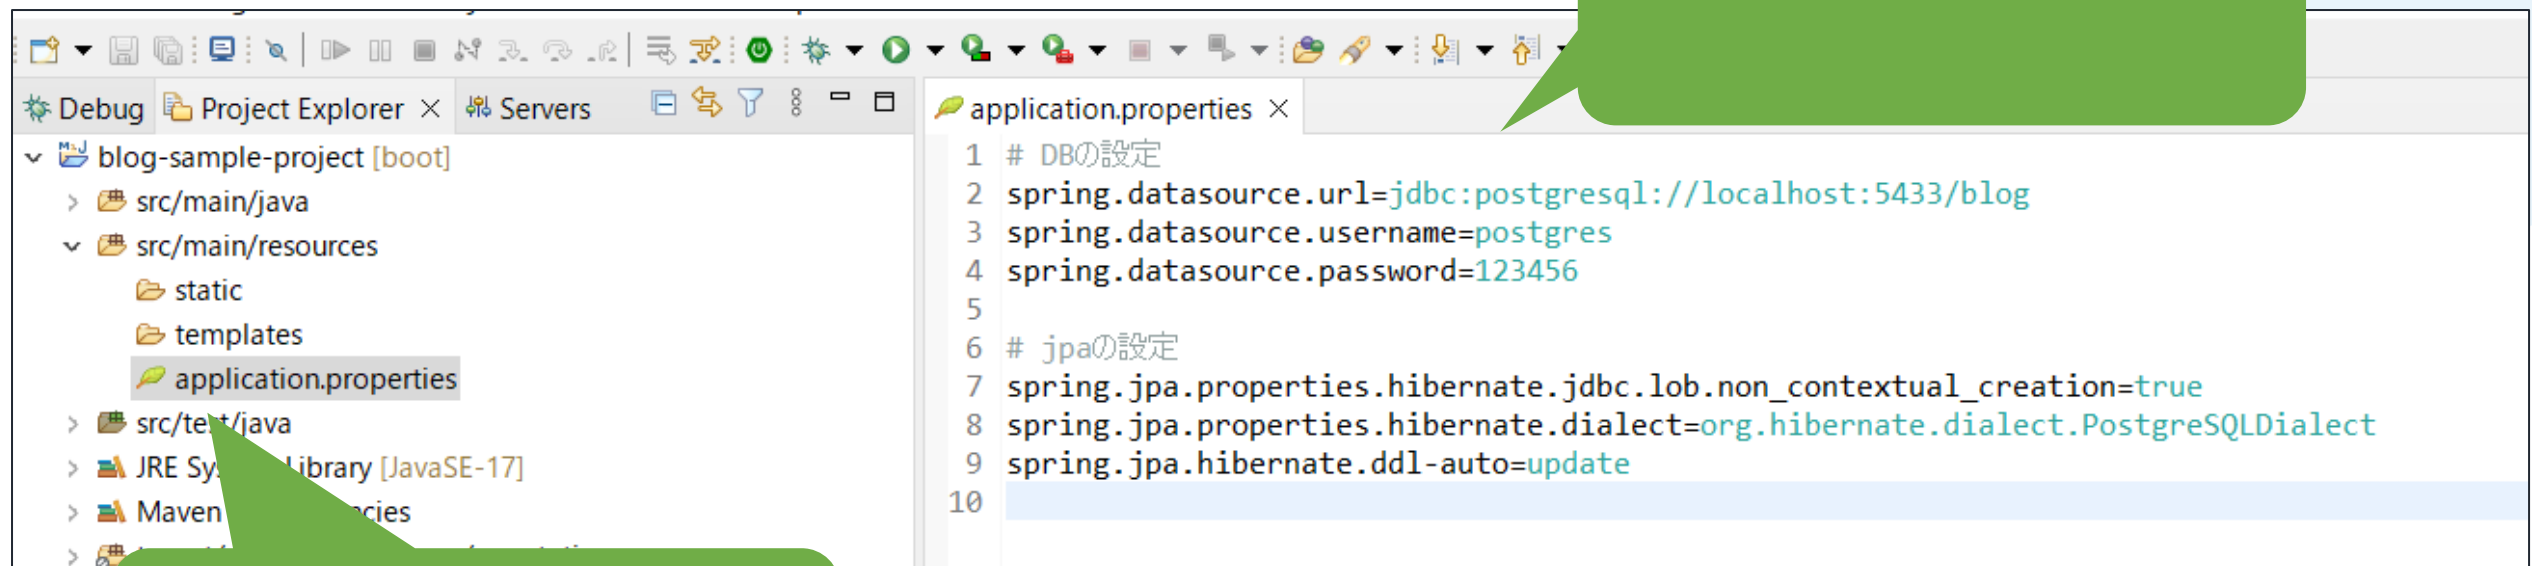 Debug
Project Explorer
Servers
application.properties
blog-sample-project [boot]
src/main/java
src/main/resources
static
templates
application.properties
src/test/java
JRE Sy ibrary [JavaSE-17]
Maven
1 # DBの設定
2 spring.datasource.url=jdbc:postgresql://localhost:5433/blog
3 spring.datasource.username=postgres
4 spring.datasource.password=123456
5
6 # jpaの設定
7 spring.jpa.properties.hibernate.jdbc.lob.non_contextual_creation=true
8 spring.jpa.properties.hibernate.dialect=org.hibernate.dialect.PostgreSQLDialect
9 spring.jpa.hibernate.ddl-auto=update
10